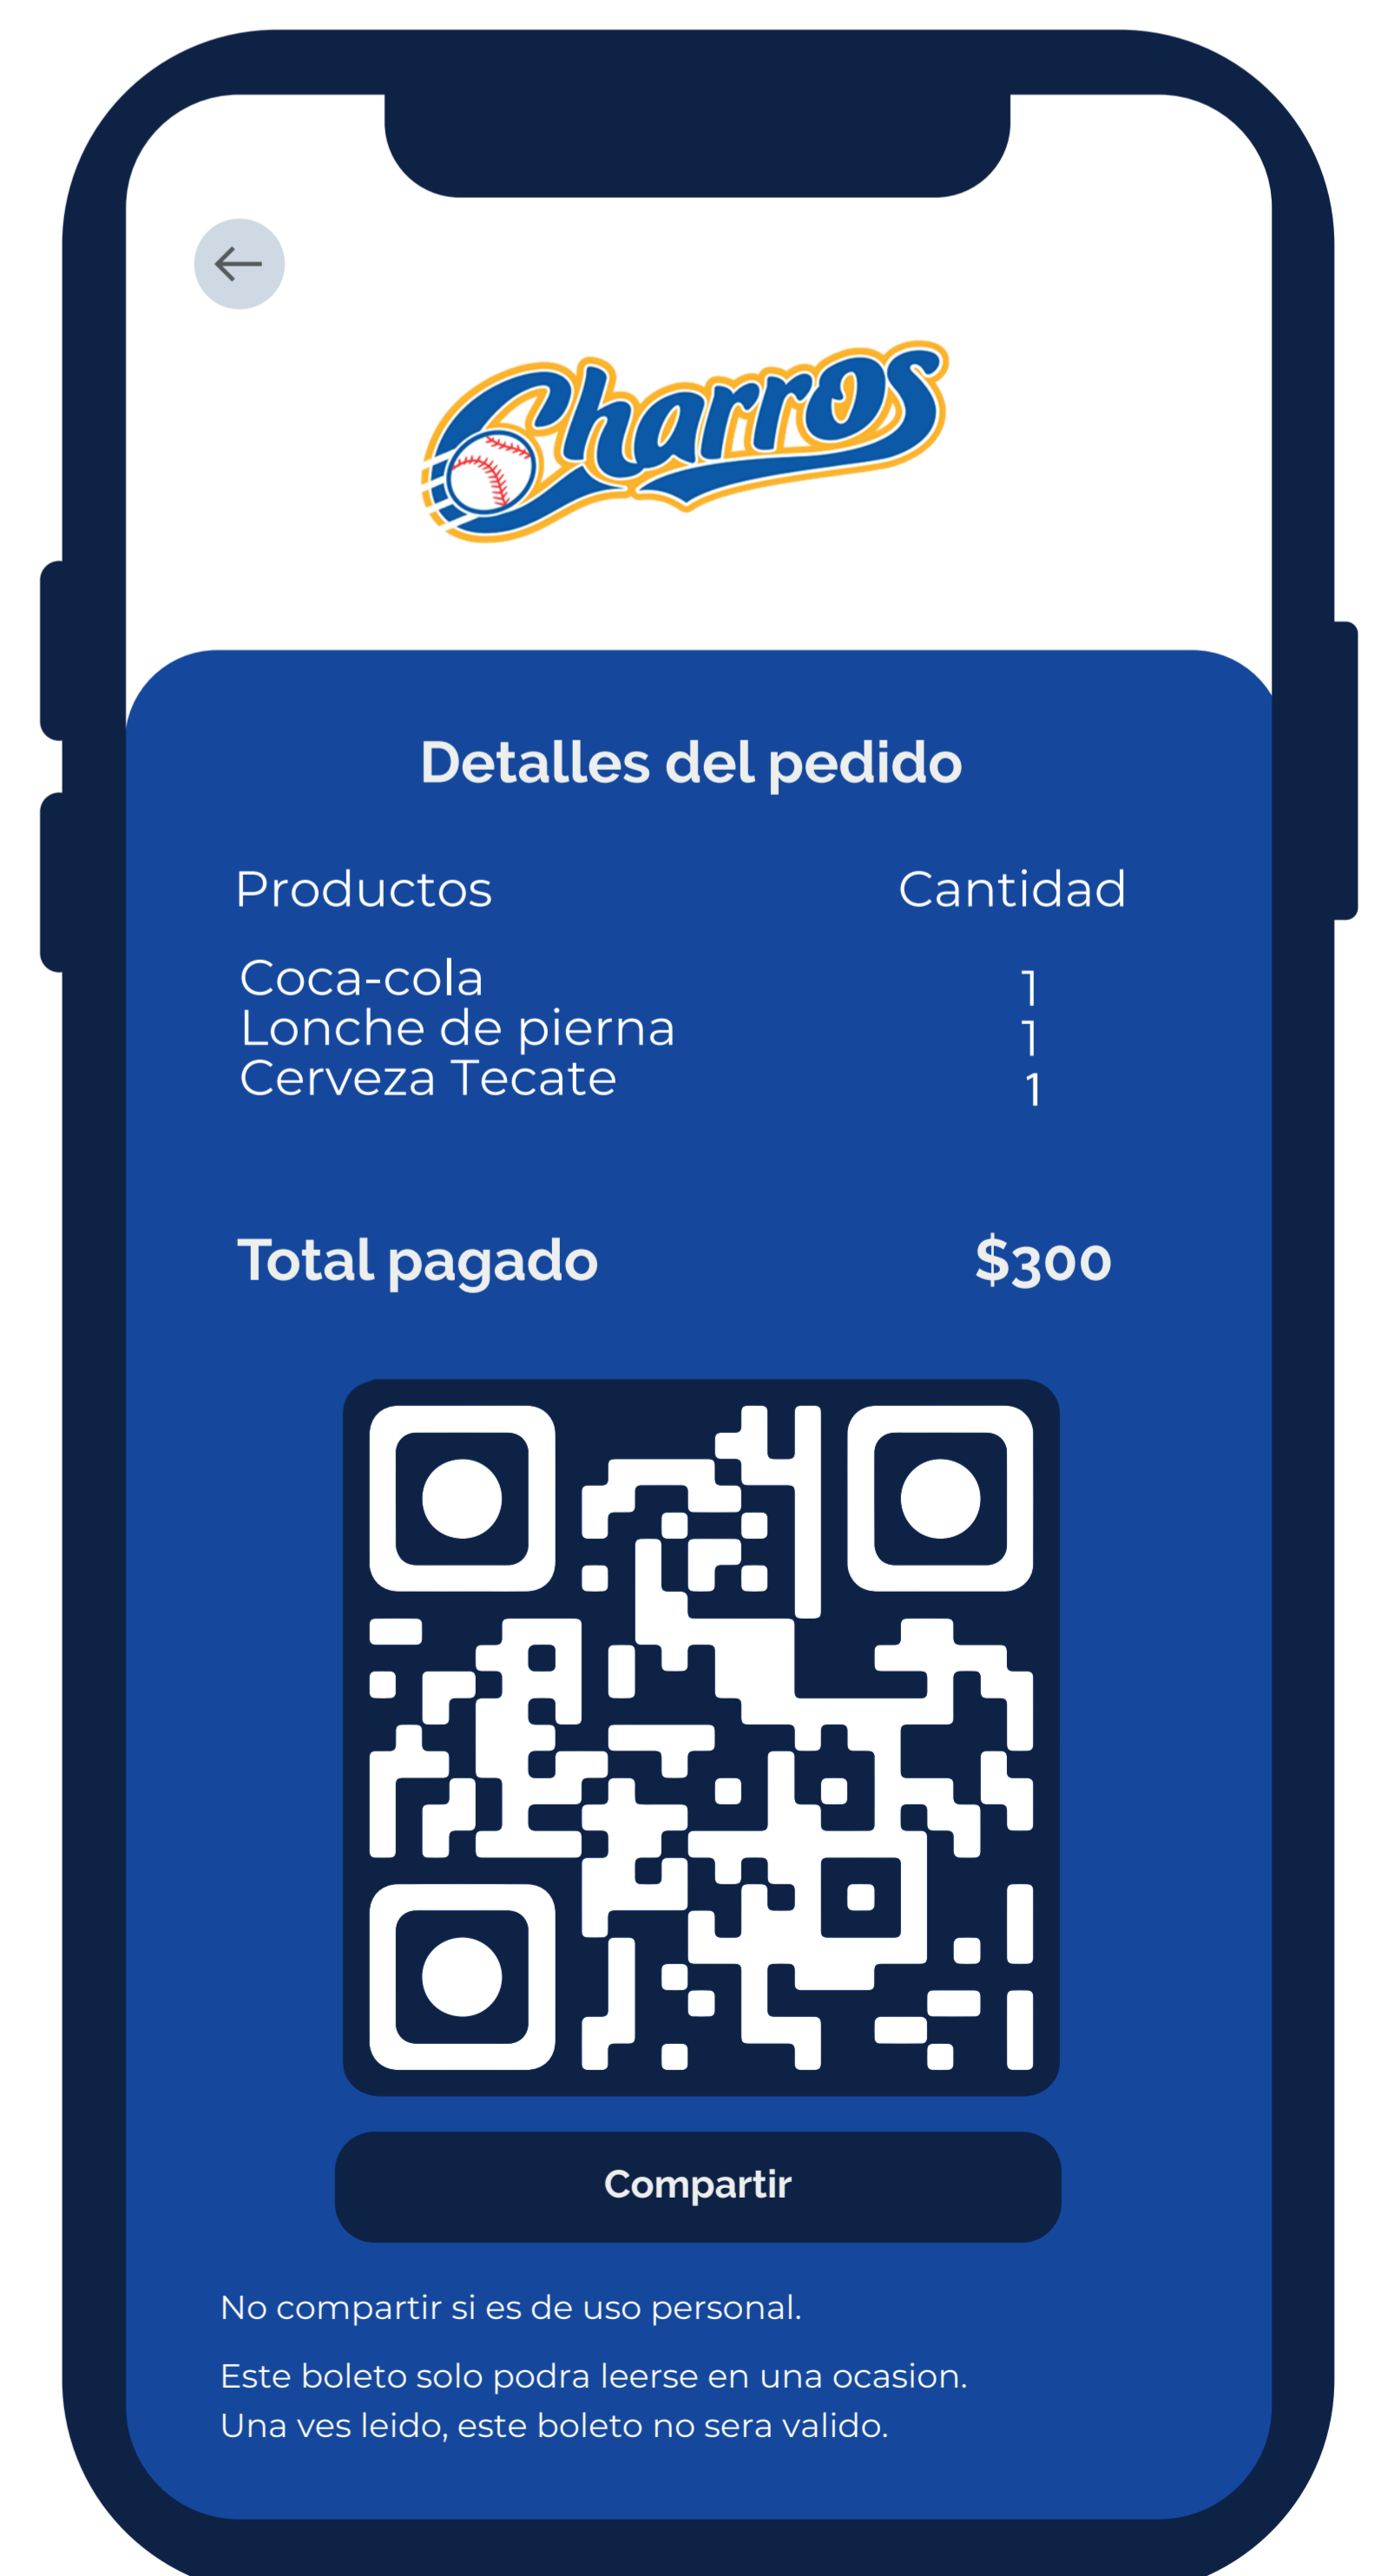 Charros
Detalles del pedido
Productos Cantidad
Coca-cola 1
Lonche de pierna 1
Cerveza Tecate 1
Total pagado $300
Compartir
No compartir si es de uso personal.
Este boleto solo podra leerse en una ocasion.
Una ves leido, este boleto no sera valido.